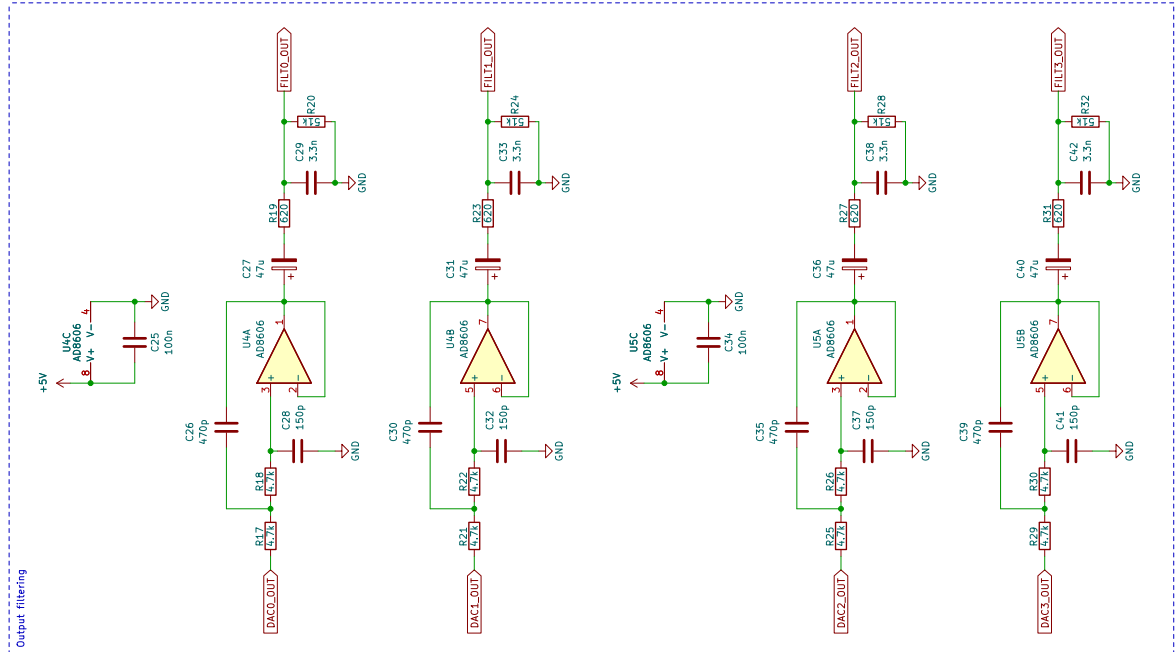 FILT0_OUT
FILT1_OUT
FILT2_OUT
FILT3_OUT
R20
51k
R24
51k
R28
51k
R32
51k
C29
3.3n
GND
C33
3.3n
GND
C38
3.3n
GND
C42
3.3n
GND
R19
620
R23
620
R27
620
R31
620
C27
47u
+
C31
47u
+
C36
47u
+
C40
47u
+
U4C
AD8606
V+
V-
8
4
+5V
GND
C25
100n
U4A
AD8606
1
+
-
3
2
U4B
AD8606
7
+
-
5
6
U5C
AD8606
V+
V-
8
4
+5V
GND
C34
100n
U5A
AD8606
1
+
-
3
2
U5B
AD8606
7
+
-
5
6
C26
470p
C28
150p
GND
C30
470p
C32
150p
GND
C35
470p
C37
150p
GND
C39
470p
C41
150p
GND
R18
4.7k
R22
4.7k
R26
4.7k
R30
4.7k
R17
4.7k
R21
4.7k
R25
4.7k
R29
4.7k
DAC0_OUT
DAC1_OUT
DAC2_OUT
DAC3_OUT
Output filtering